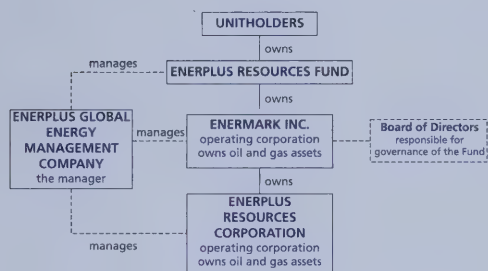 UNITHOLDERS
owns
manages
ENERPLUS RESOURCES FUND
owns
ENERPLUS GLOBAL
ENERGY
MANAGEMENT
COMPANY
the manager
manages
ENERMARK INC.
operating corporation
owns oil and gas assets
Board of Directors
responsible for
governance of the Fund
owns
ENERPLUS
RESOURCES
CORPORATION
operating corporation
owns oil and gas assets
manages